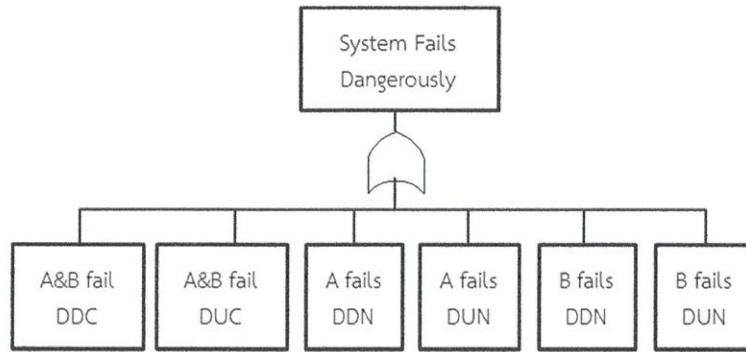 System Fails
Dangerously
A&B fail
DDC
A&B fail
DUC
A fails
DDN
A fails
DUN
B fails
DDN
B fails
DUN